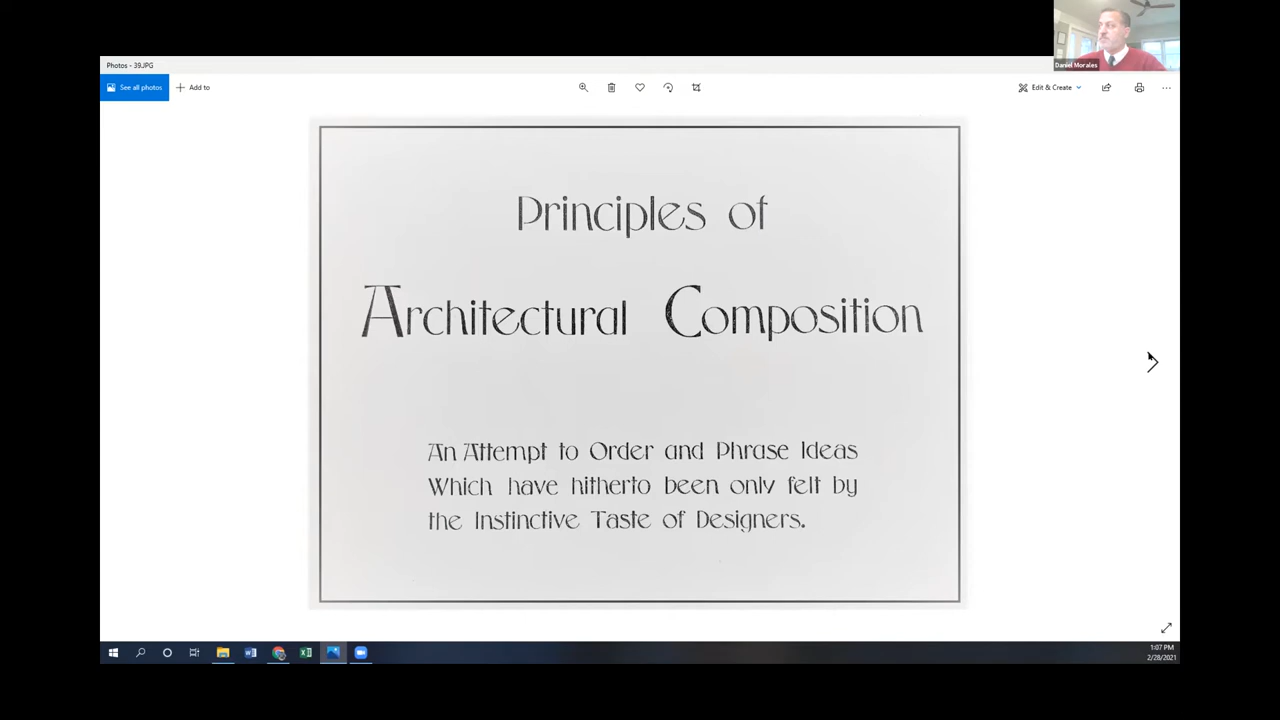 Daniel Morales
Photos - 39.JPG
See all photos
Add to
Edit & Create
Principles of
Architectural Composition
An Attempt to Order and Phrase Ideas
Which have hitherto been only felt by
the Instinctive Taste of Designers.
1:07 PM
2/28/2021